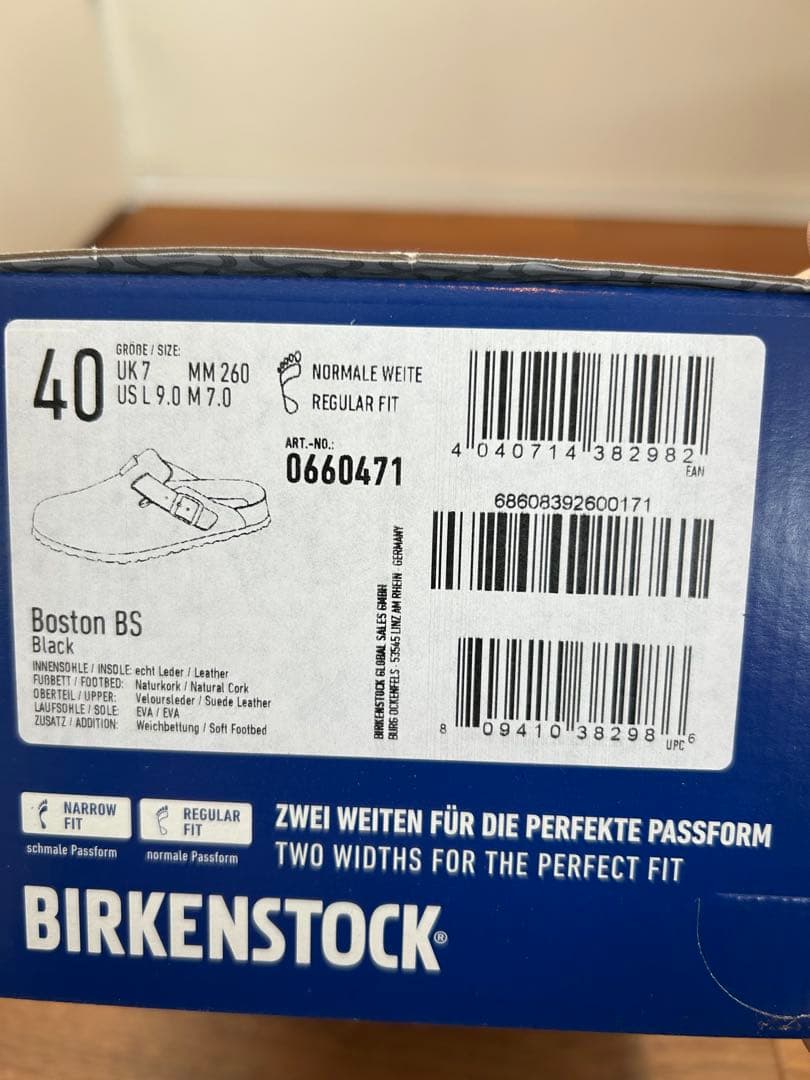 40
GRÖßE / SIZE:
UK 7 MM 260
US L 9.0 M 7.0
NORMALE WEITE
REGULAR FIT
ART.-NO.:
0660471
4 040714 382982
EAN
68608392600171
Boston BS
Black
INNENSOHLE / INSOLE: echt Leder / Leather
FUßBETT / FOOTBED: Naturkork / Natural Cork
OBERTEIL / UPPER: Veloursleder / Suede Leather
LAUFSOHLE / SOLE: EVA / EVA
ZUSATZ / ADDITION: Weichbettung / Soft Footbed
BIRKENSTOCK GLOBAL SALES GMBH
BURG OCKENFELS · 53545 LINZ AM RHEIN · GERMANY
8 09410 38298 6
UPC
NARROW
FIT
schmale Passform
REGULAR
FIT
normale Passform
ZWEI WEITEN FÜR DIE PERFEKTE PASSFORM
TWO WIDTHS FOR THE PERFECT FIT
BIRKENSTOCK®